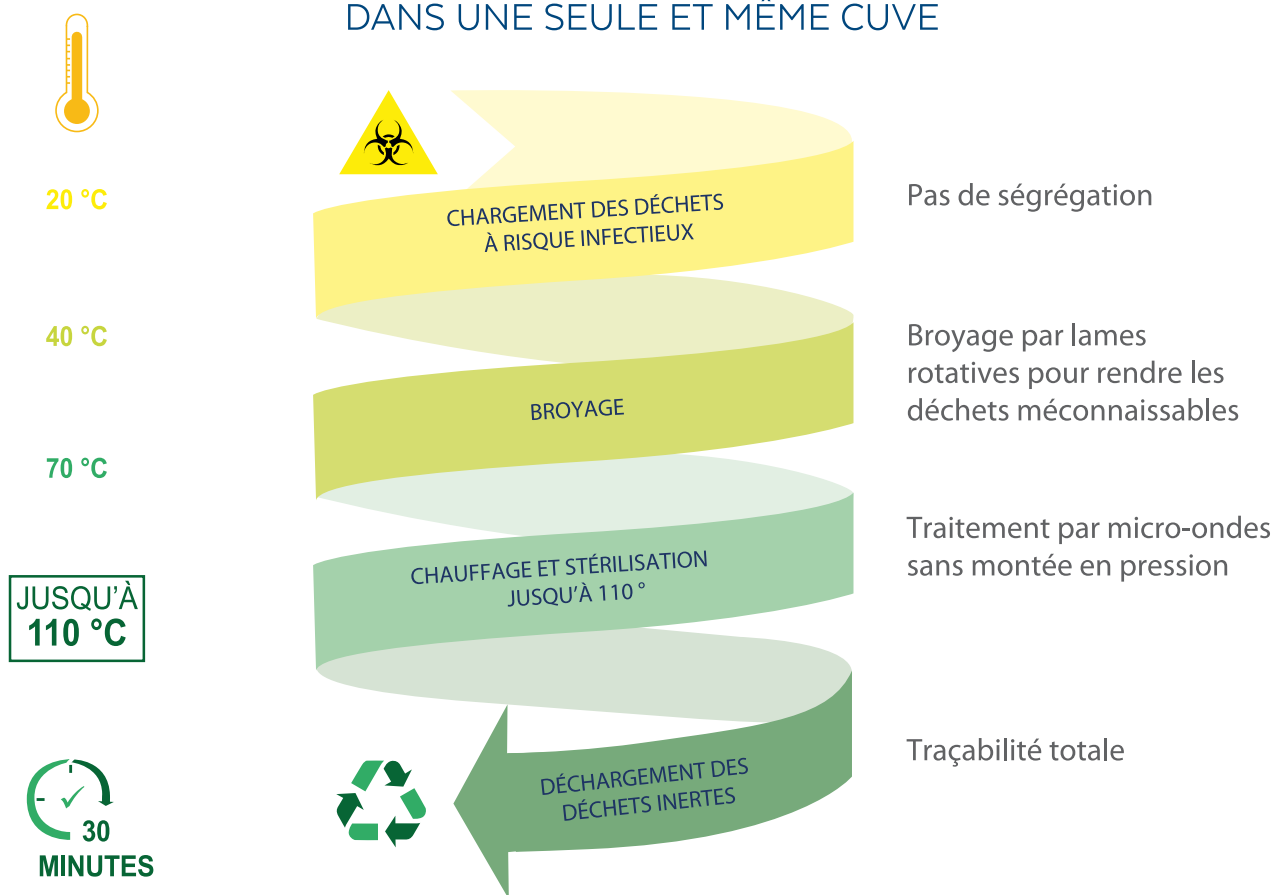 DANS UNE SEULE ET MÊME CUVE
20 °C
CHARGEMENT DES DÉCHETS
À RISQUE INFECTIEUX
Pas de ségrégation
40 °C
BROYAGE
Broyage par lames
rotatives pour rendre les
déchets méconnaissables
70 °C
CHAUFFAGE ET STÉRILISATION
JUSQU'À 110 °
Traitement par micro-ondes
sans montée en pression
JUSQU'À
110 °C
DÉCHARGEMENT DES
DÉCHETS INERTES
Traçabilité totale
30
MINUTES